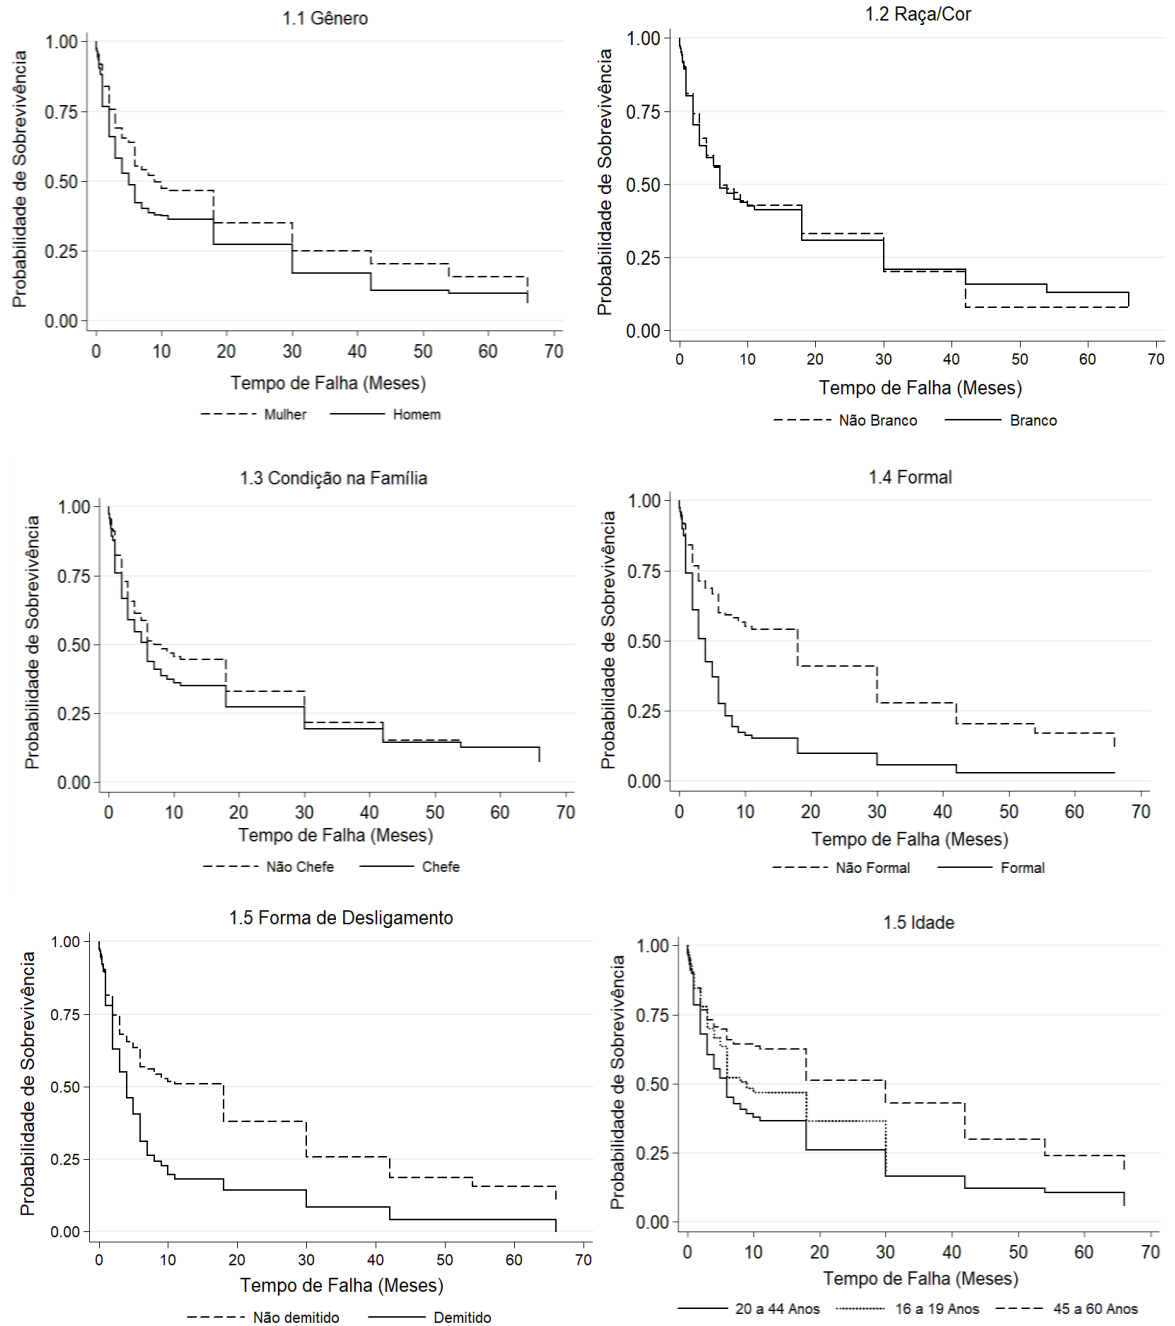 1.1 Gênero
Probabilidade de Sobrevivência
1.00
0.75
0.50
0.25
0.00
0 10 20 30 40 50 60 70
Tempo de Falha (Meses)
Mulher Homem
1.2 Raça/Cor
Probabilidade de Sobrevivência
1.00
0.75
0.50
0.25
0.00
0 10 20 30 40 50 60 70
Tempo de Falha (Meses)
Não Branco Branco
1.3 Condição na Família
Probabilidade de Sobrevivência
1.00
0.75
0.50
0.25
0.00
0 10 20 30 40 50 60 70
Tempo de Falha (Meses)
Não Chefe Chefe
1.4 Formal
Probabilidade de Sobrevivência
1.00
0.75
0.50
0.25
0.00
0 10 20 30 40 50 60 70
Tempo de Falha (Meses)
Não Formal Formal
1.5 Forma de Desligamento
Probabilidade de Sobrevivência
1.00
0.75
0.50
0.25
0.00
0 10 20 30 40 50 60 70
Tempo de Falha (Meses)
Não demitido Demitido
1.5 Idade
Probabilidade de Sobrevivência
1.00
0.75
0.50
0.25
0.00
0 10 20 30 40 50 60 70
Tempo de Falha (Meses)
20 a 44 Anos 16 a 19 Anos 45 a 60 Anos